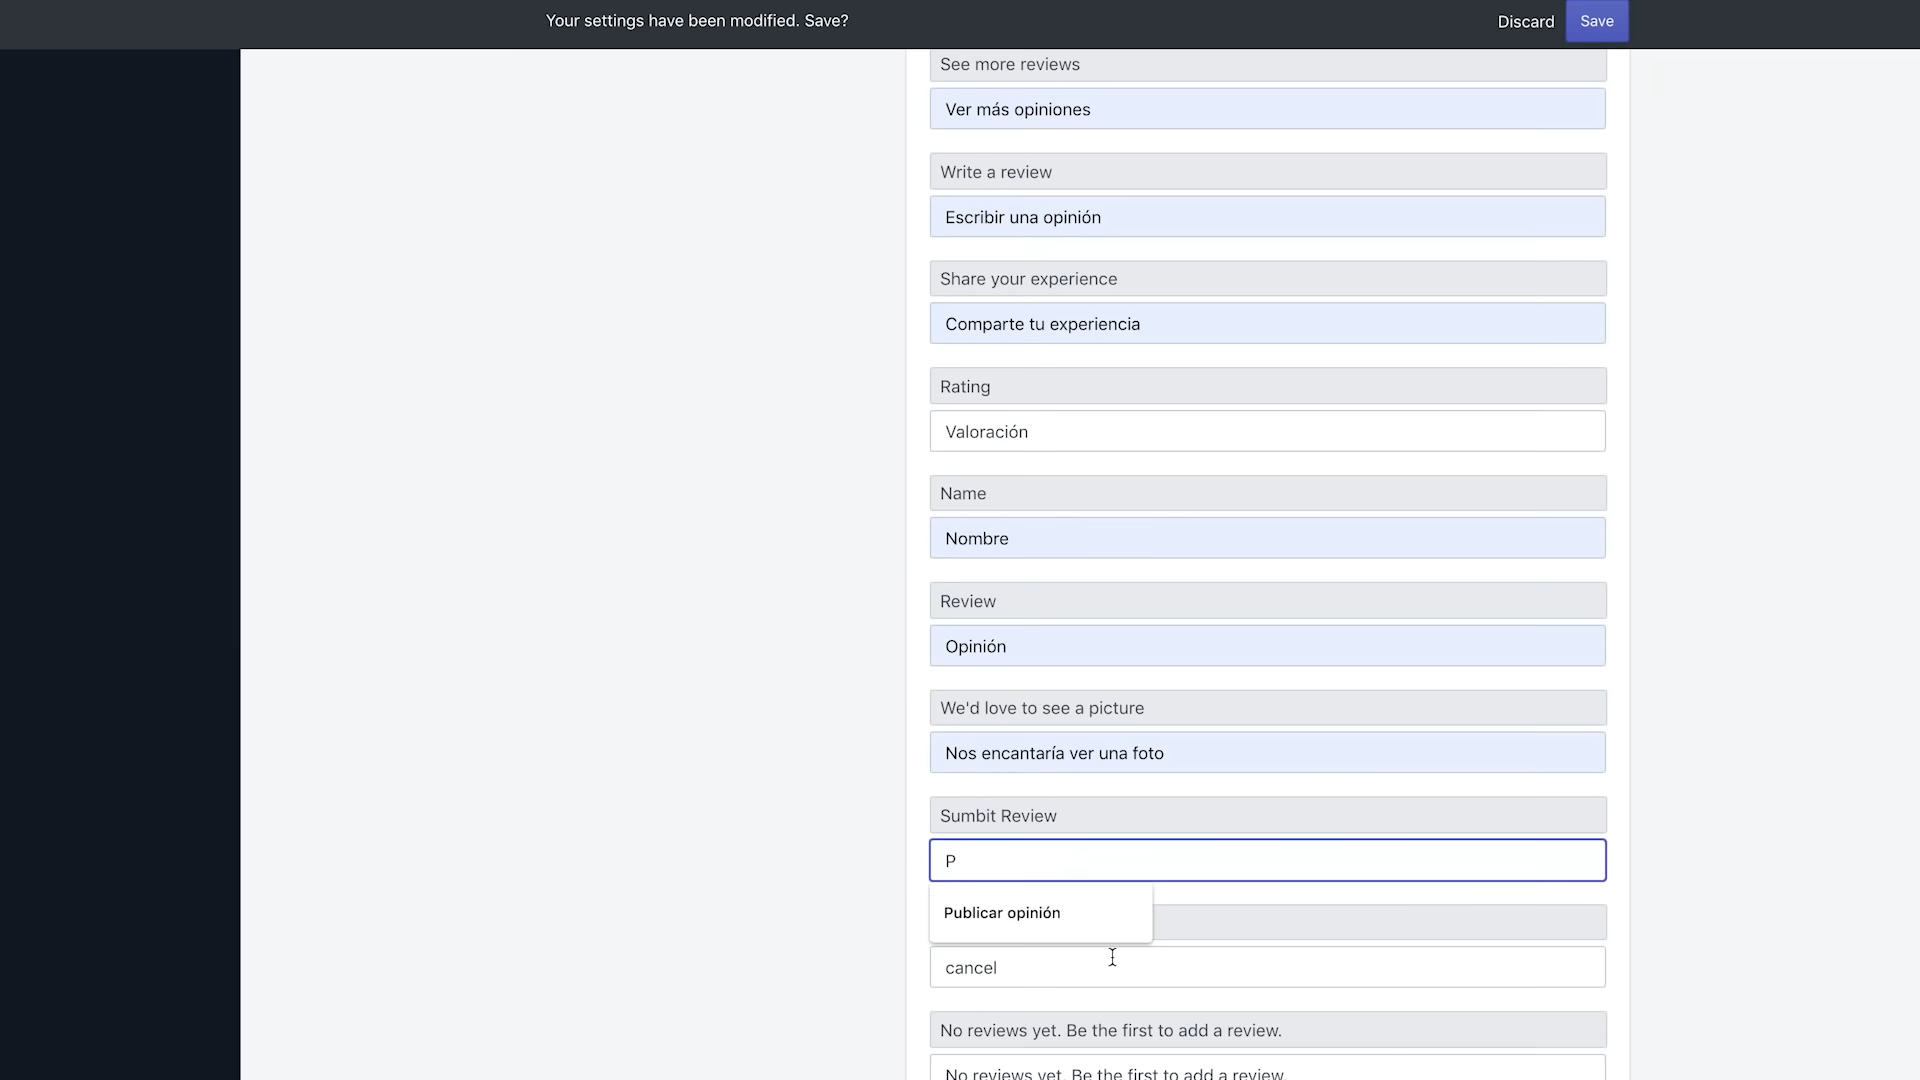 Your settings have been modified. Save?
Discard
Save
See more reviews
Ver más opiniones
Write a review
Escribir una opinión
Share your experience
Comparte tu experiencia
Rating
Valoración
Name
Nombre
Review
Opinión
We'd love to see a picture
Nos encantaría ver una foto
Sumbit Review
P
Publicar opinión
cancel
No reviews yet. Be the first to add a review.
No reviews yet. Be the first to add a review.